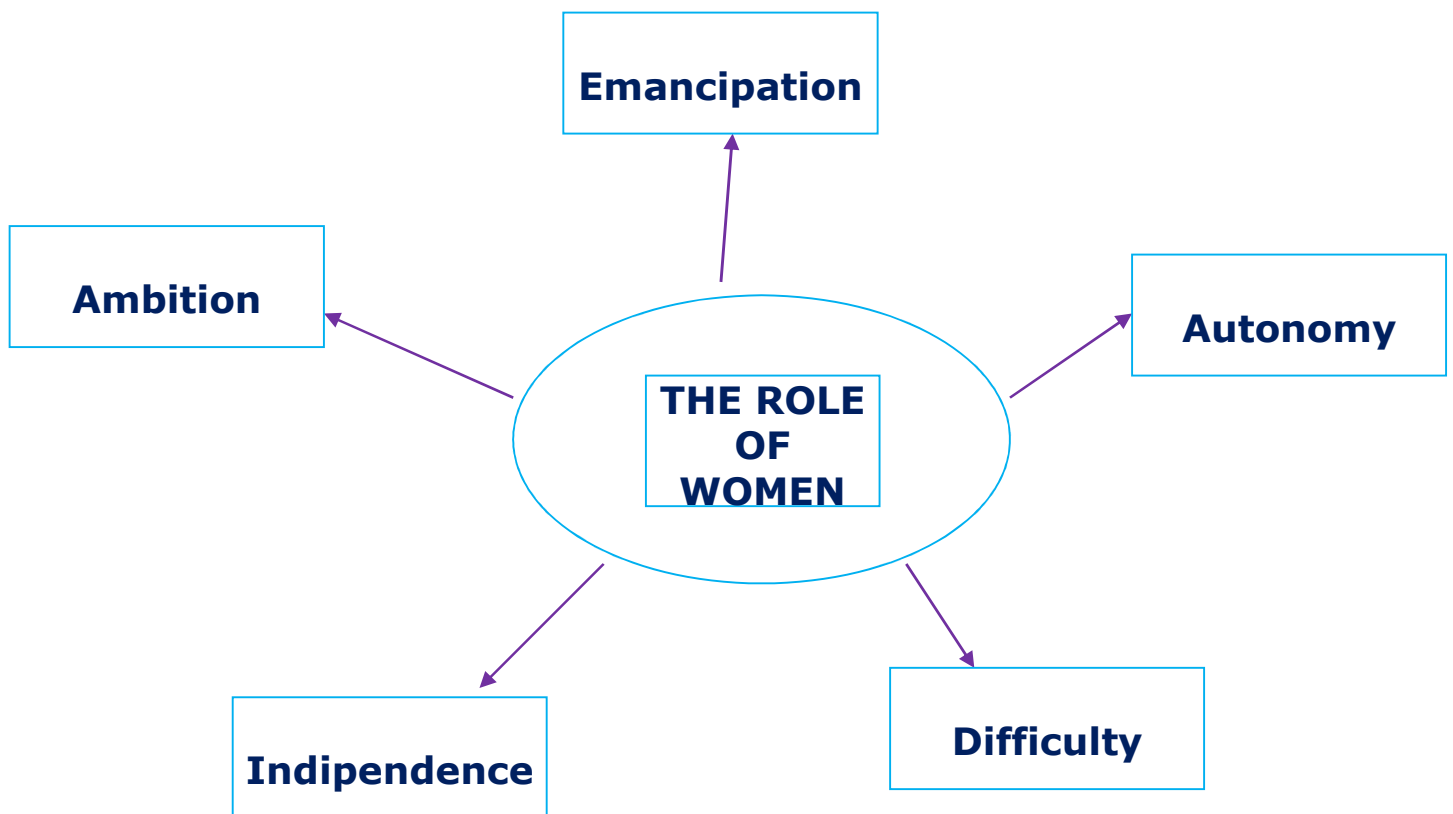 Emancipation
Ambition
Autonomy
THE ROLE
OF
WOMEN
Difficulty
Indipendence